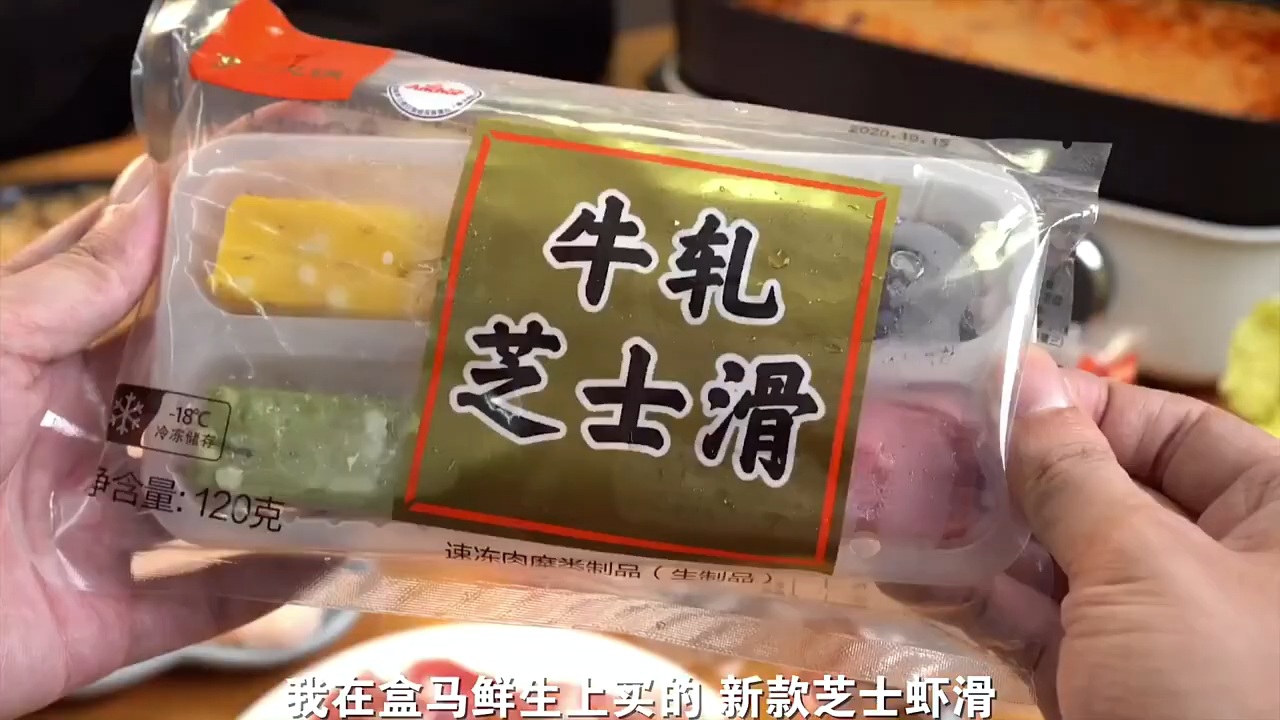 2020.10.15
牛轧
芝士滑
-18℃
冷冻储存
净含量: 120克
速冻肉糜类制品（生制品）
我在盒马鲜生上买的 新款芝士虾滑